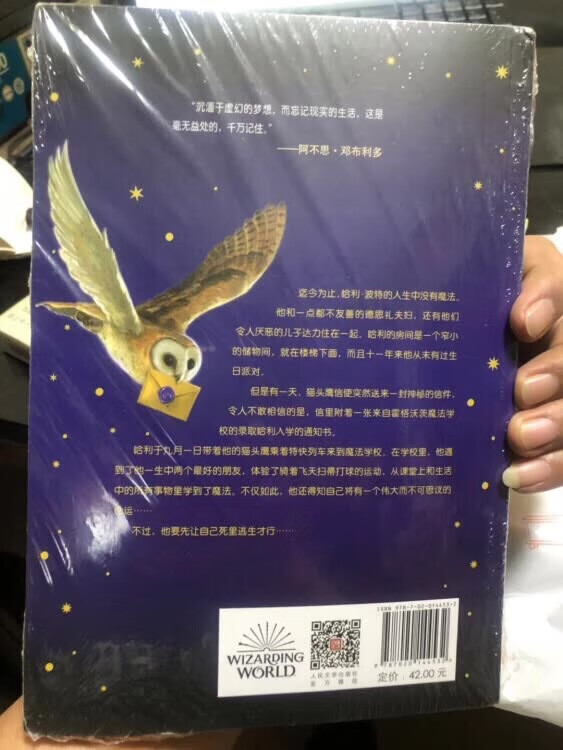 “沉湎于虚幻的梦想，而忘记现实的生活，这是
毫无益处的，千万记住。”
——阿不思·邓布利多
迄今为止，哈利·波特的人生中没有魔法。
他和一点都不友善的德思礼夫妇，还有他们
令人厌恶的儿子达力住在一起。哈利的房间是一个窄小
的储物间，就在楼梯下面，而且十一年来他从未有过生
日派对。
但是有一天，猫头鹰信使突然送来一封神秘的信件，
令人不敢相信的是，信里附着一张来自霍格沃茨魔法学
校的录取哈利入学的通知书。
哈利于九月一日带着他的猫头鹰乘着特快列车来到魔法学校。在学校里，他遇
到了他一生中两个最好的朋友，体验了骑着飞天扫帚打球的运动，从课堂上和生活
中的所有事物里学到了魔法。不仅如此，他还得知自己将有一个伟大而不可思议的
命运……
不过，他要先让自己死里逃生才行……
WIZARDING
WORLD
人民文学出版社
官方微信
ISBN 978-7-02-014453-2
9 787020 144532
定价：42.00元